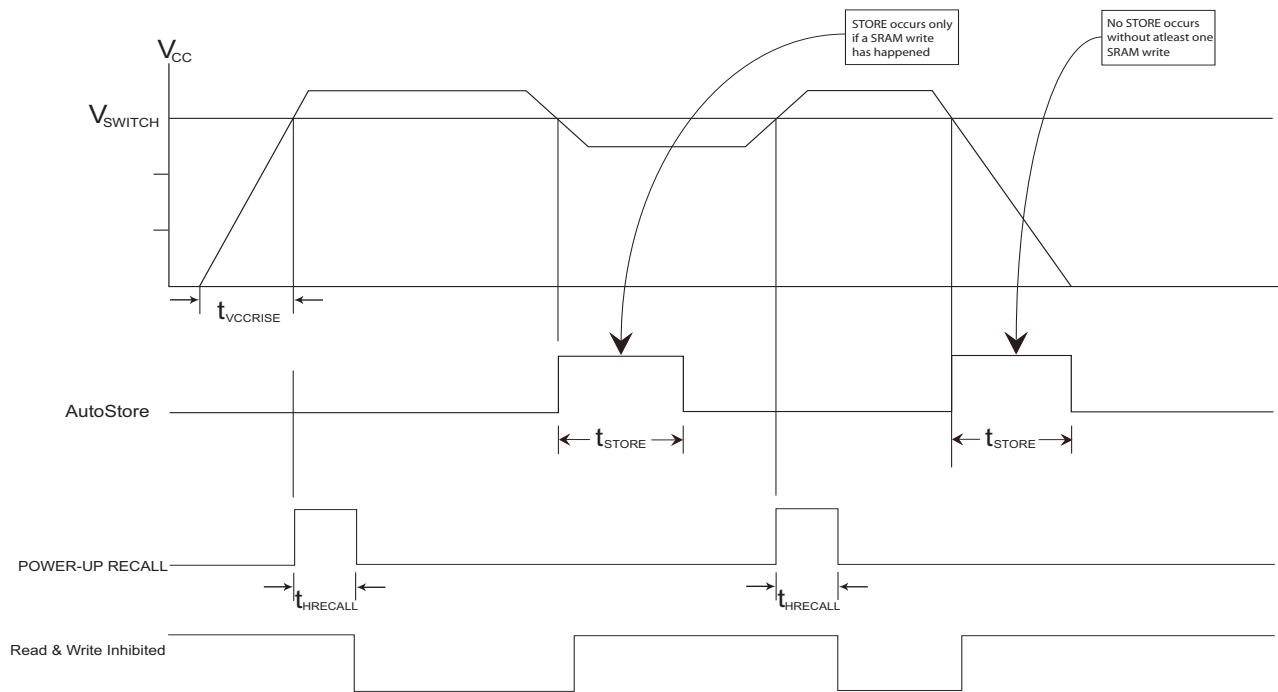 STORE occurs only
if a SRAM write
has happened
No STORE occurs
without atleast one
SRAM write
VCC
VSWITCH
tVCCRISE
AutoStore
tSTORE
tSTORE
POWER-UP RECALL
tHRECALL
tHRECALL
Read & Write Inhibited